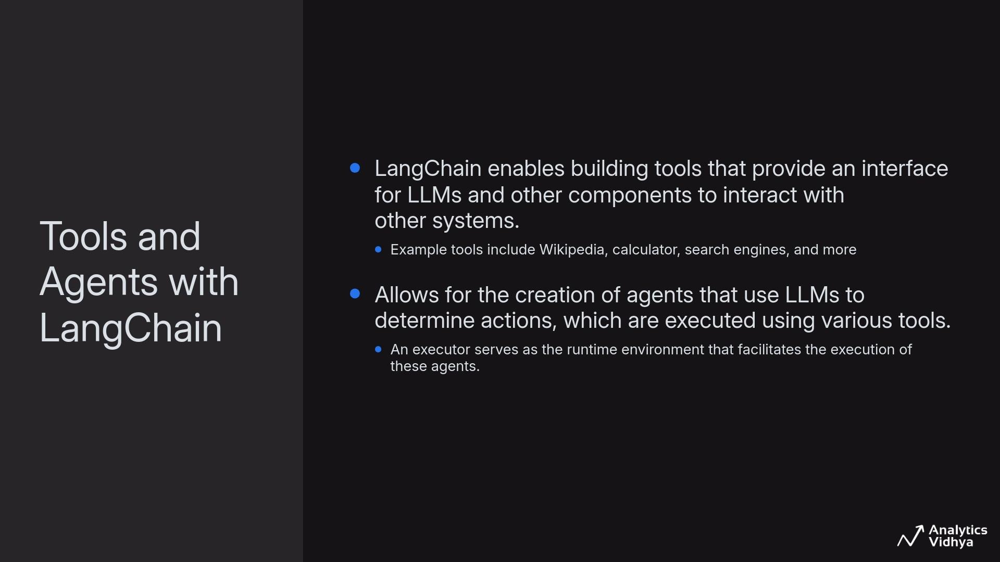 Tools and
Agents with
LangChain
LangChain enables building tools that provide an interface
for LLMs and other components to interact with
other systems.
Example tools include Wikipedia, calculator, search engines, and more
Allows for the creation of agents that use LLMs to
determine actions, which are executed using various tools.
An executor serves as the runtime environment that facilitates the execution of
these agents.
Analytics
Vidhya